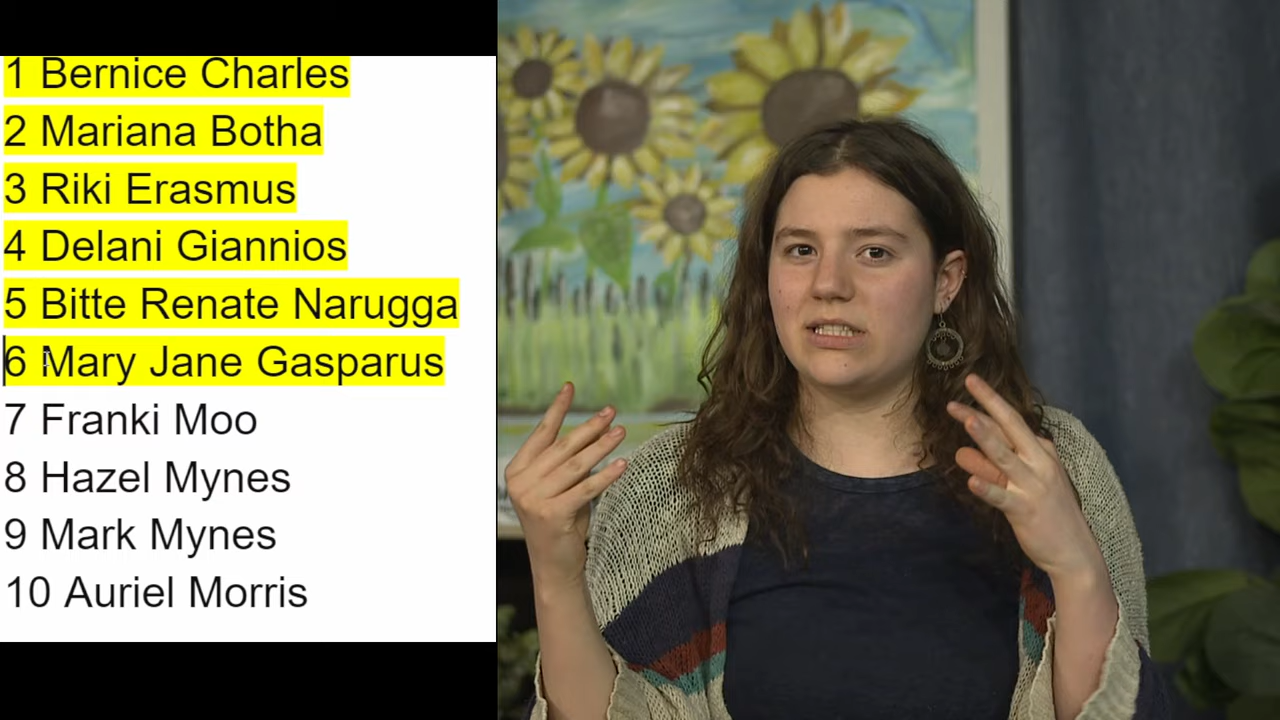 1 Bernice Charles
2 Mariana Botha
3 Riki Erasmus
4 Delani Giannios
5 Bitte Renate Narugga
6 Mary Jane Gasparus
7 Franki Moo
8 Hazel Mynes
9 Mark Mynes
10 Auriel Morris